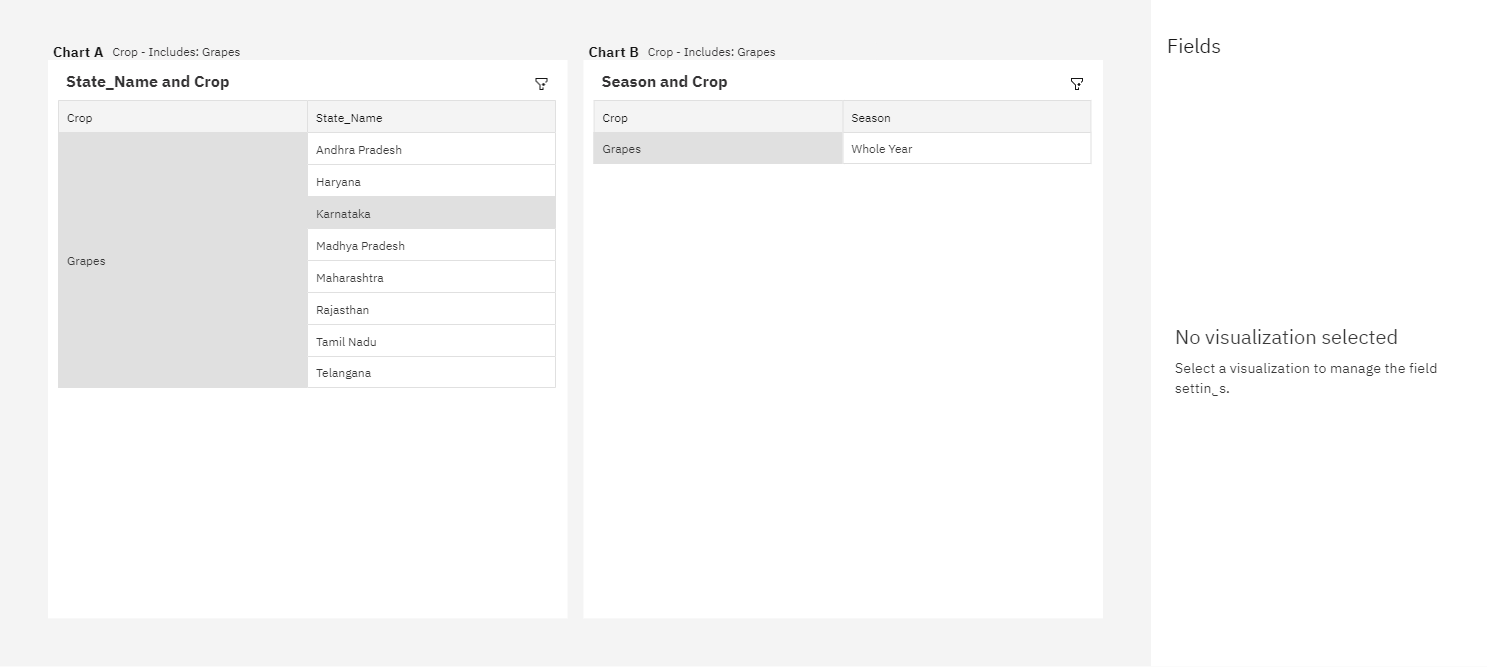 Chart A Crop - Includes: Grapes
State_Name and Crop
Crop State_Name
Grapes
Andhra Pradesh
Haryana
Karnataka
Madhya Pradesh
Maharashtra
Rajasthan
Tamil Nadu
Telangana
Chart B Crop - Includes: Grapes
Season and Crop
Crop Season
Grapes Whole Year
Fields
No visualization selected
Select a visualization to manage the field